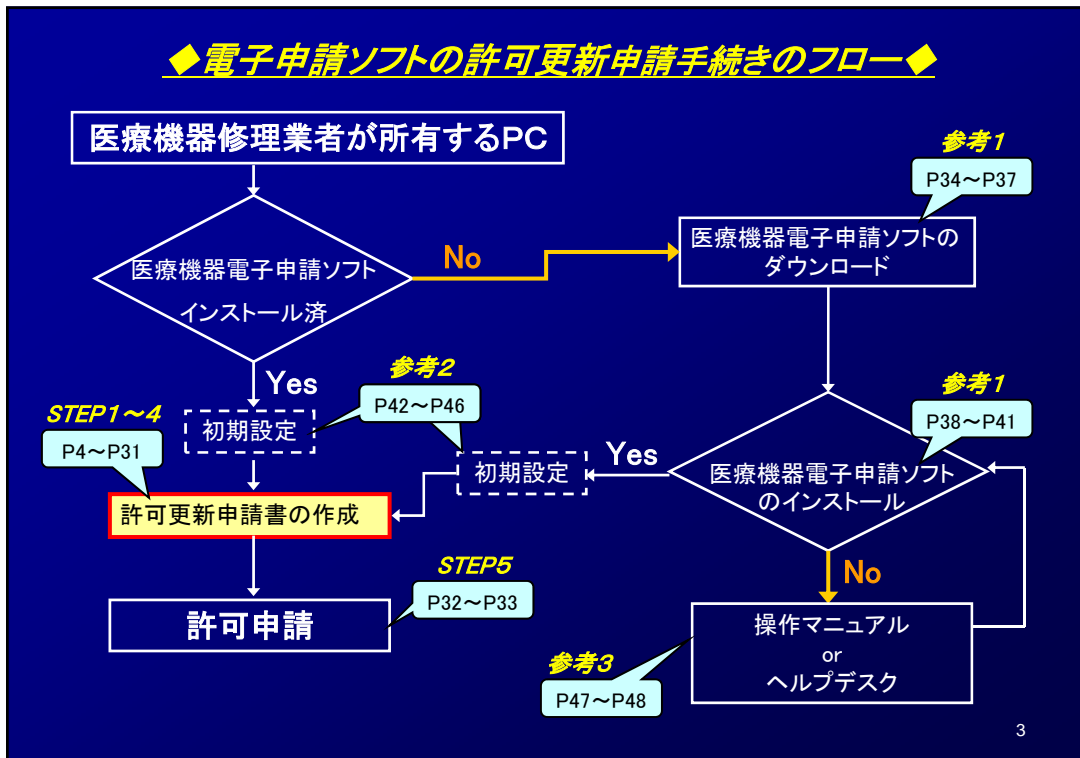 ◆電子申請ソフトの許可更新申請手続きのフロー◆
医療機器修理業者が所有するPC
参考1
P34～P37
医療機器電子申請ソフトの
ダウンロード
No
医療機器電子申請ソフト
インストール済
Yes
参考2
P42～P46
参考1
P38～P41
STEP1～4
P4～P31
初期設定
初期設定
Yes
医療機器電子申請ソフト
のインストール
許可更新申請書の作成
STEP5
P32～P33
No
許可申請
操作マニュアル
or
ヘルプデスク
参考3
P47～P48
3